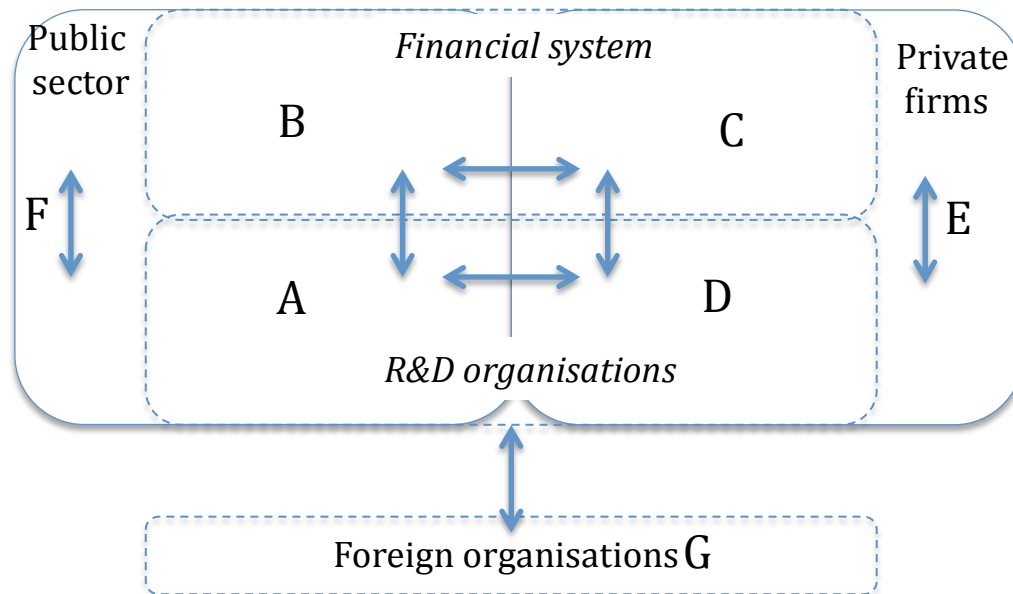 Public
sector
Financial system
Private
firms
B
C
F
E
A
D
R&D organisations
Foreign organisations G